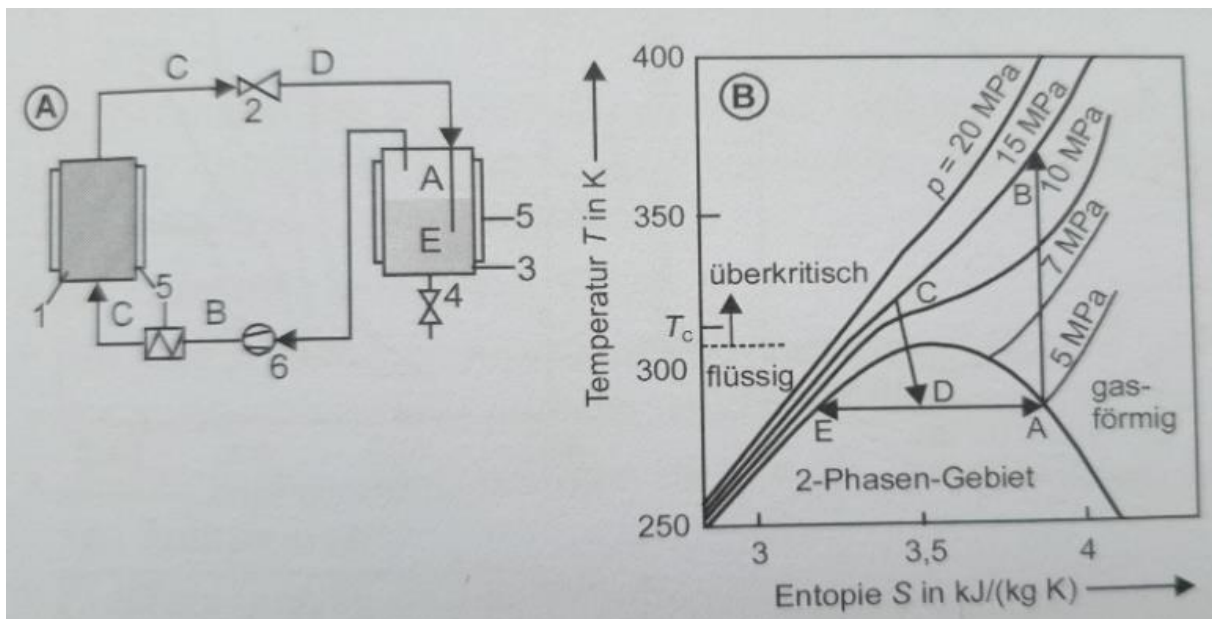 A
C
D
2
A
E
5
3
4
1
5
C
B
6
B
Temperatur T in K
400
350
300
250
T_C
überkritisch
flüssig
p = 20 MPa
15 MPa
10 MPa
7 MPa
5 MPa
B
C
D
E
A
gas-
förmig
2-Phasen-Gebiet
3
3,5
4
Entopie S in kJ/(kg K)